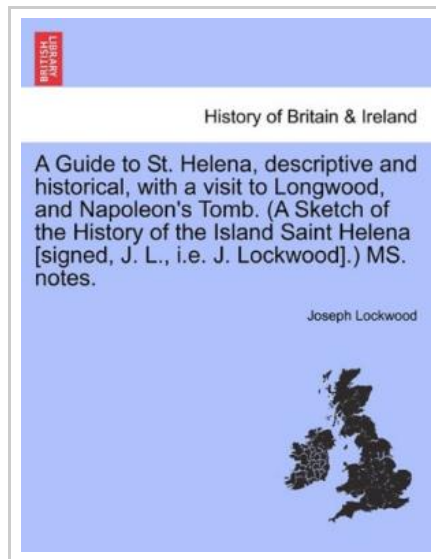 BRITISH
LIBRARY
History of Britain & Ireland
A Guide to St. Helena, descriptive and
historical, with a visit to Longwood,
and Napoleon's Tomb. (A Sketch of
the History of the Island Saint Helena
[signed, J. L., i.e. J. Lockwood].) MS.
notes.
Joseph Lockwood